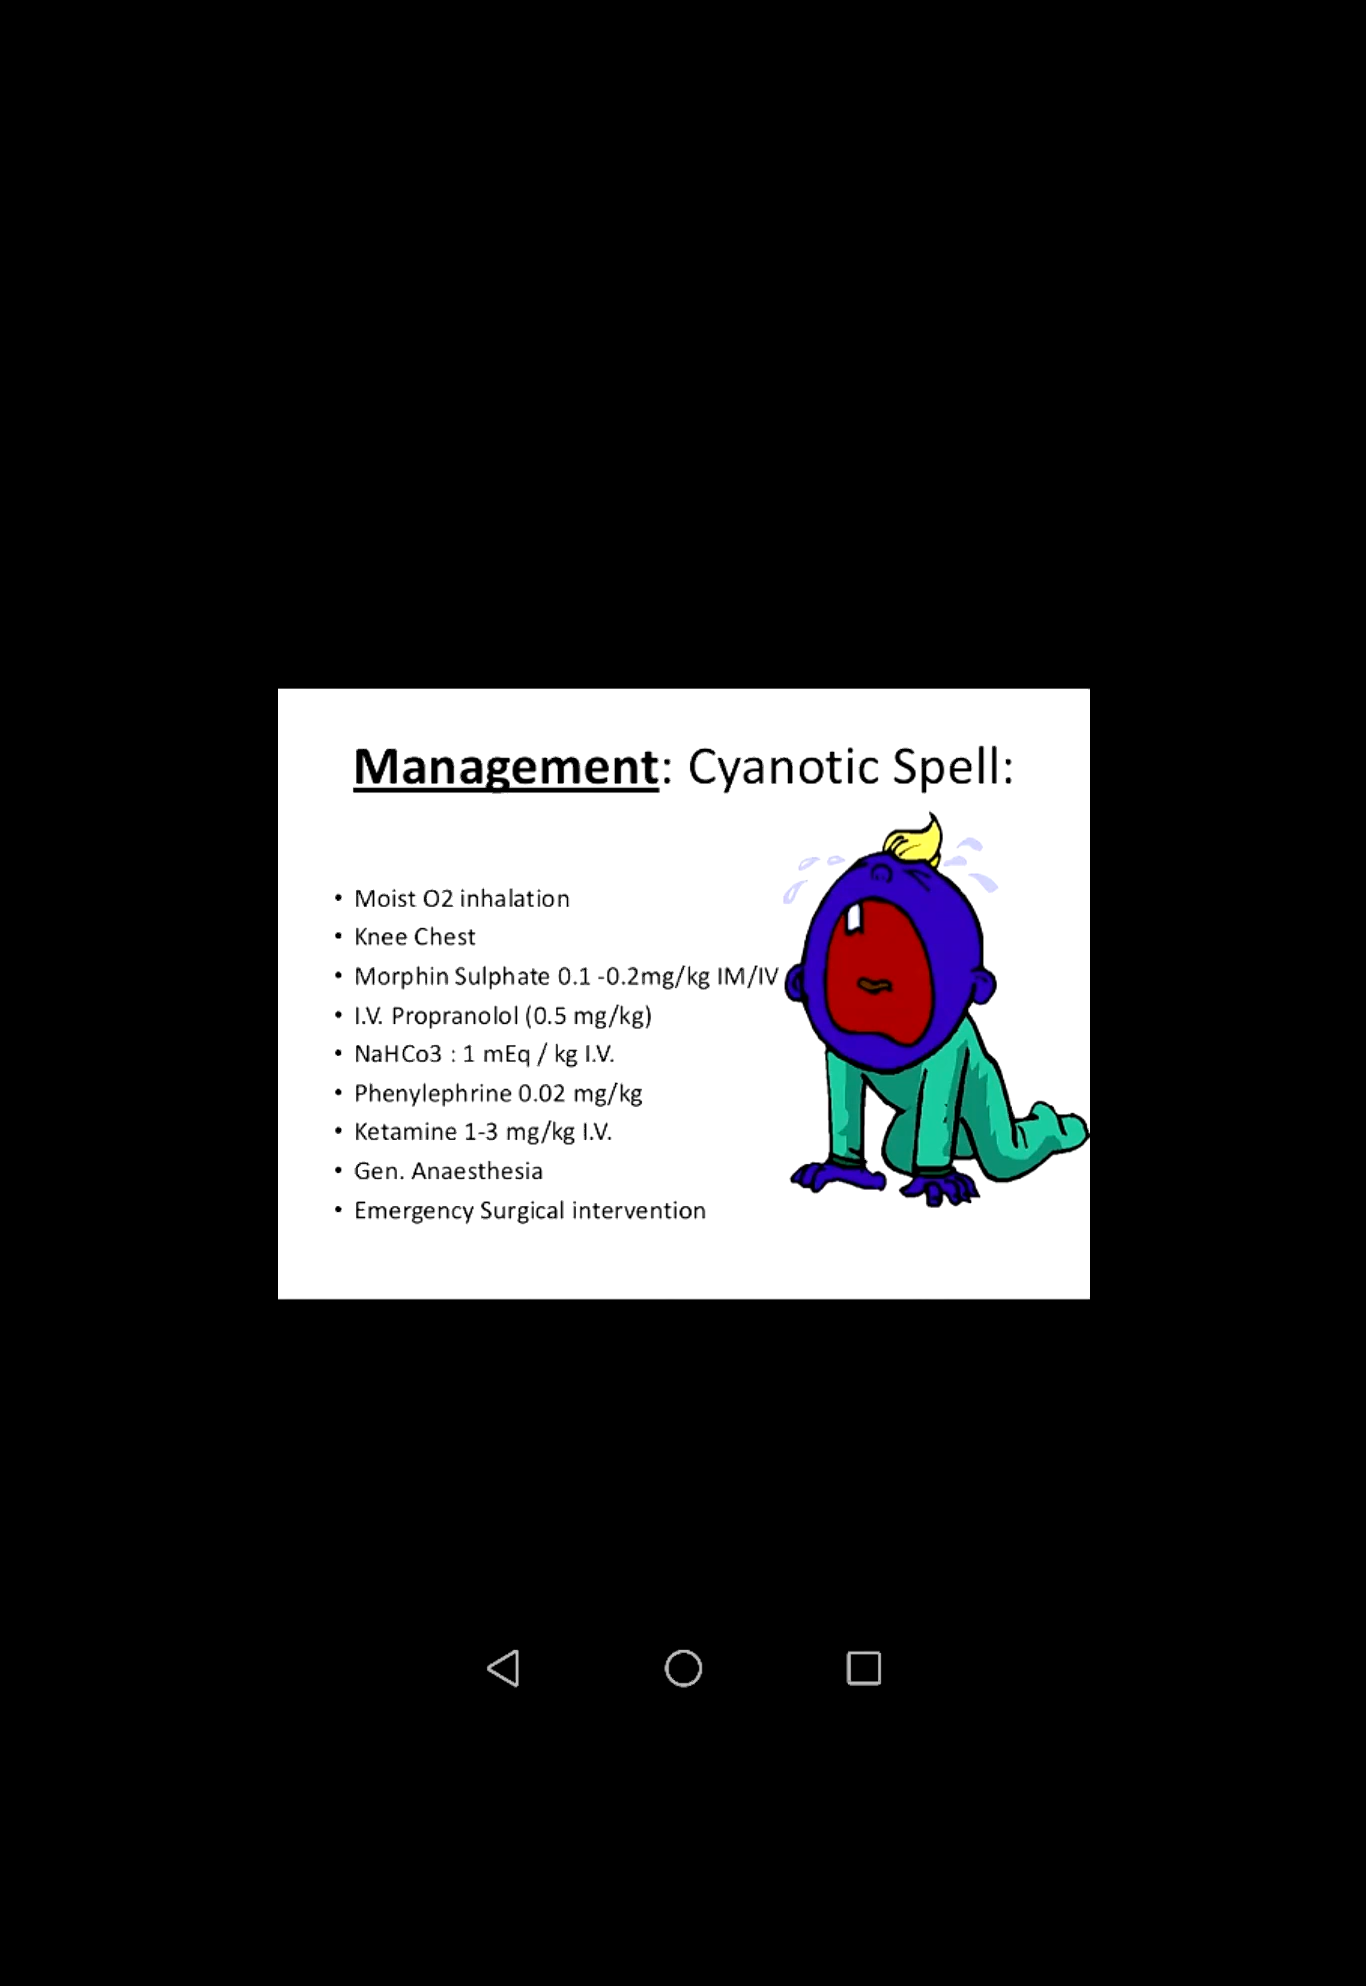 Management: Cyanotic Spell:
• Moist O2 inhalation
• Knee Chest
• Morphin Sulphate 0.1 -0.2mg/kg IM/IV
• I.V. Propranolol (0.5 mg/kg)
• NaHCo3 : 1 mEq / kg I.V.
• Phenylephrine 0.02 mg/kg
• Ketamine 1-3 mg/kg I.V.
• Gen. Anaesthesia
• Emergency Surgical intervention